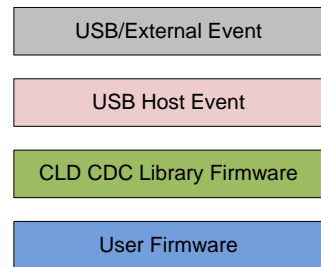 USB/External Event
USB Host Event
CLD CDC Library Firmware
User Firmware